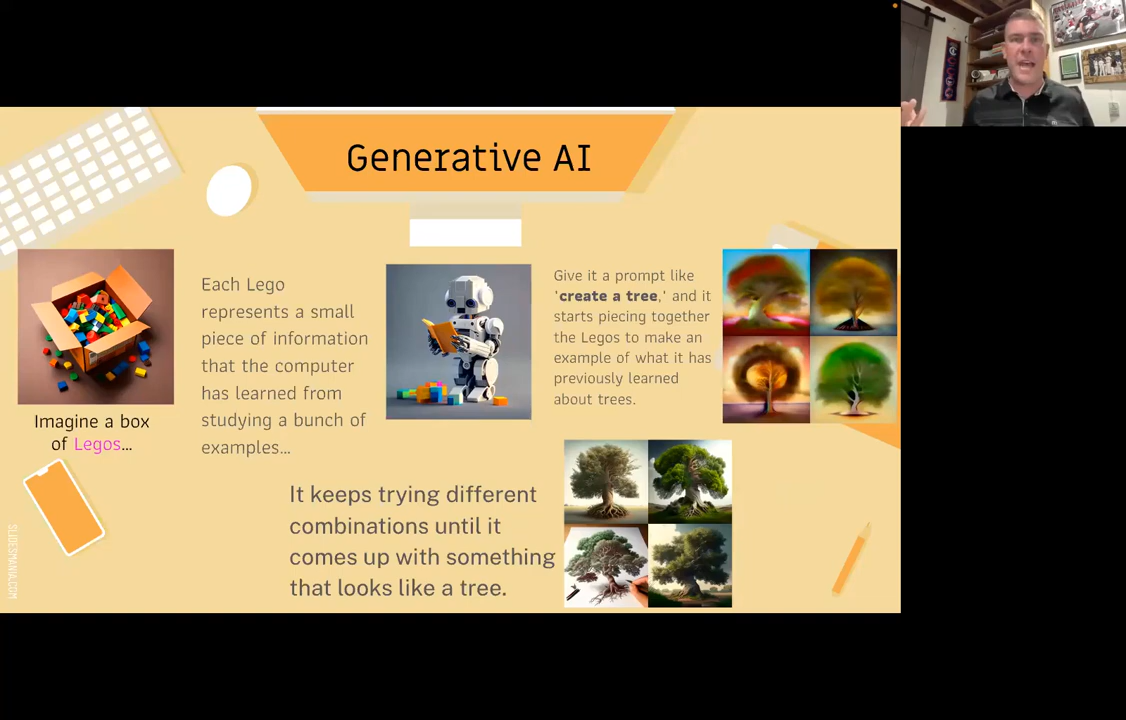 Generative AI
Imagine a box
of Legos...
Each Lego
represents a small
piece of information
that the computer
has learned from
studying a bunch of
examples...
Give it a prompt like
'create a tree,' and it
starts piecing together
the Legos to make an
example of what it has
previously learned
about trees.
It keeps trying different
combinations until it
comes up with something
that looks like a tree.
SLIDESMANIA.COM